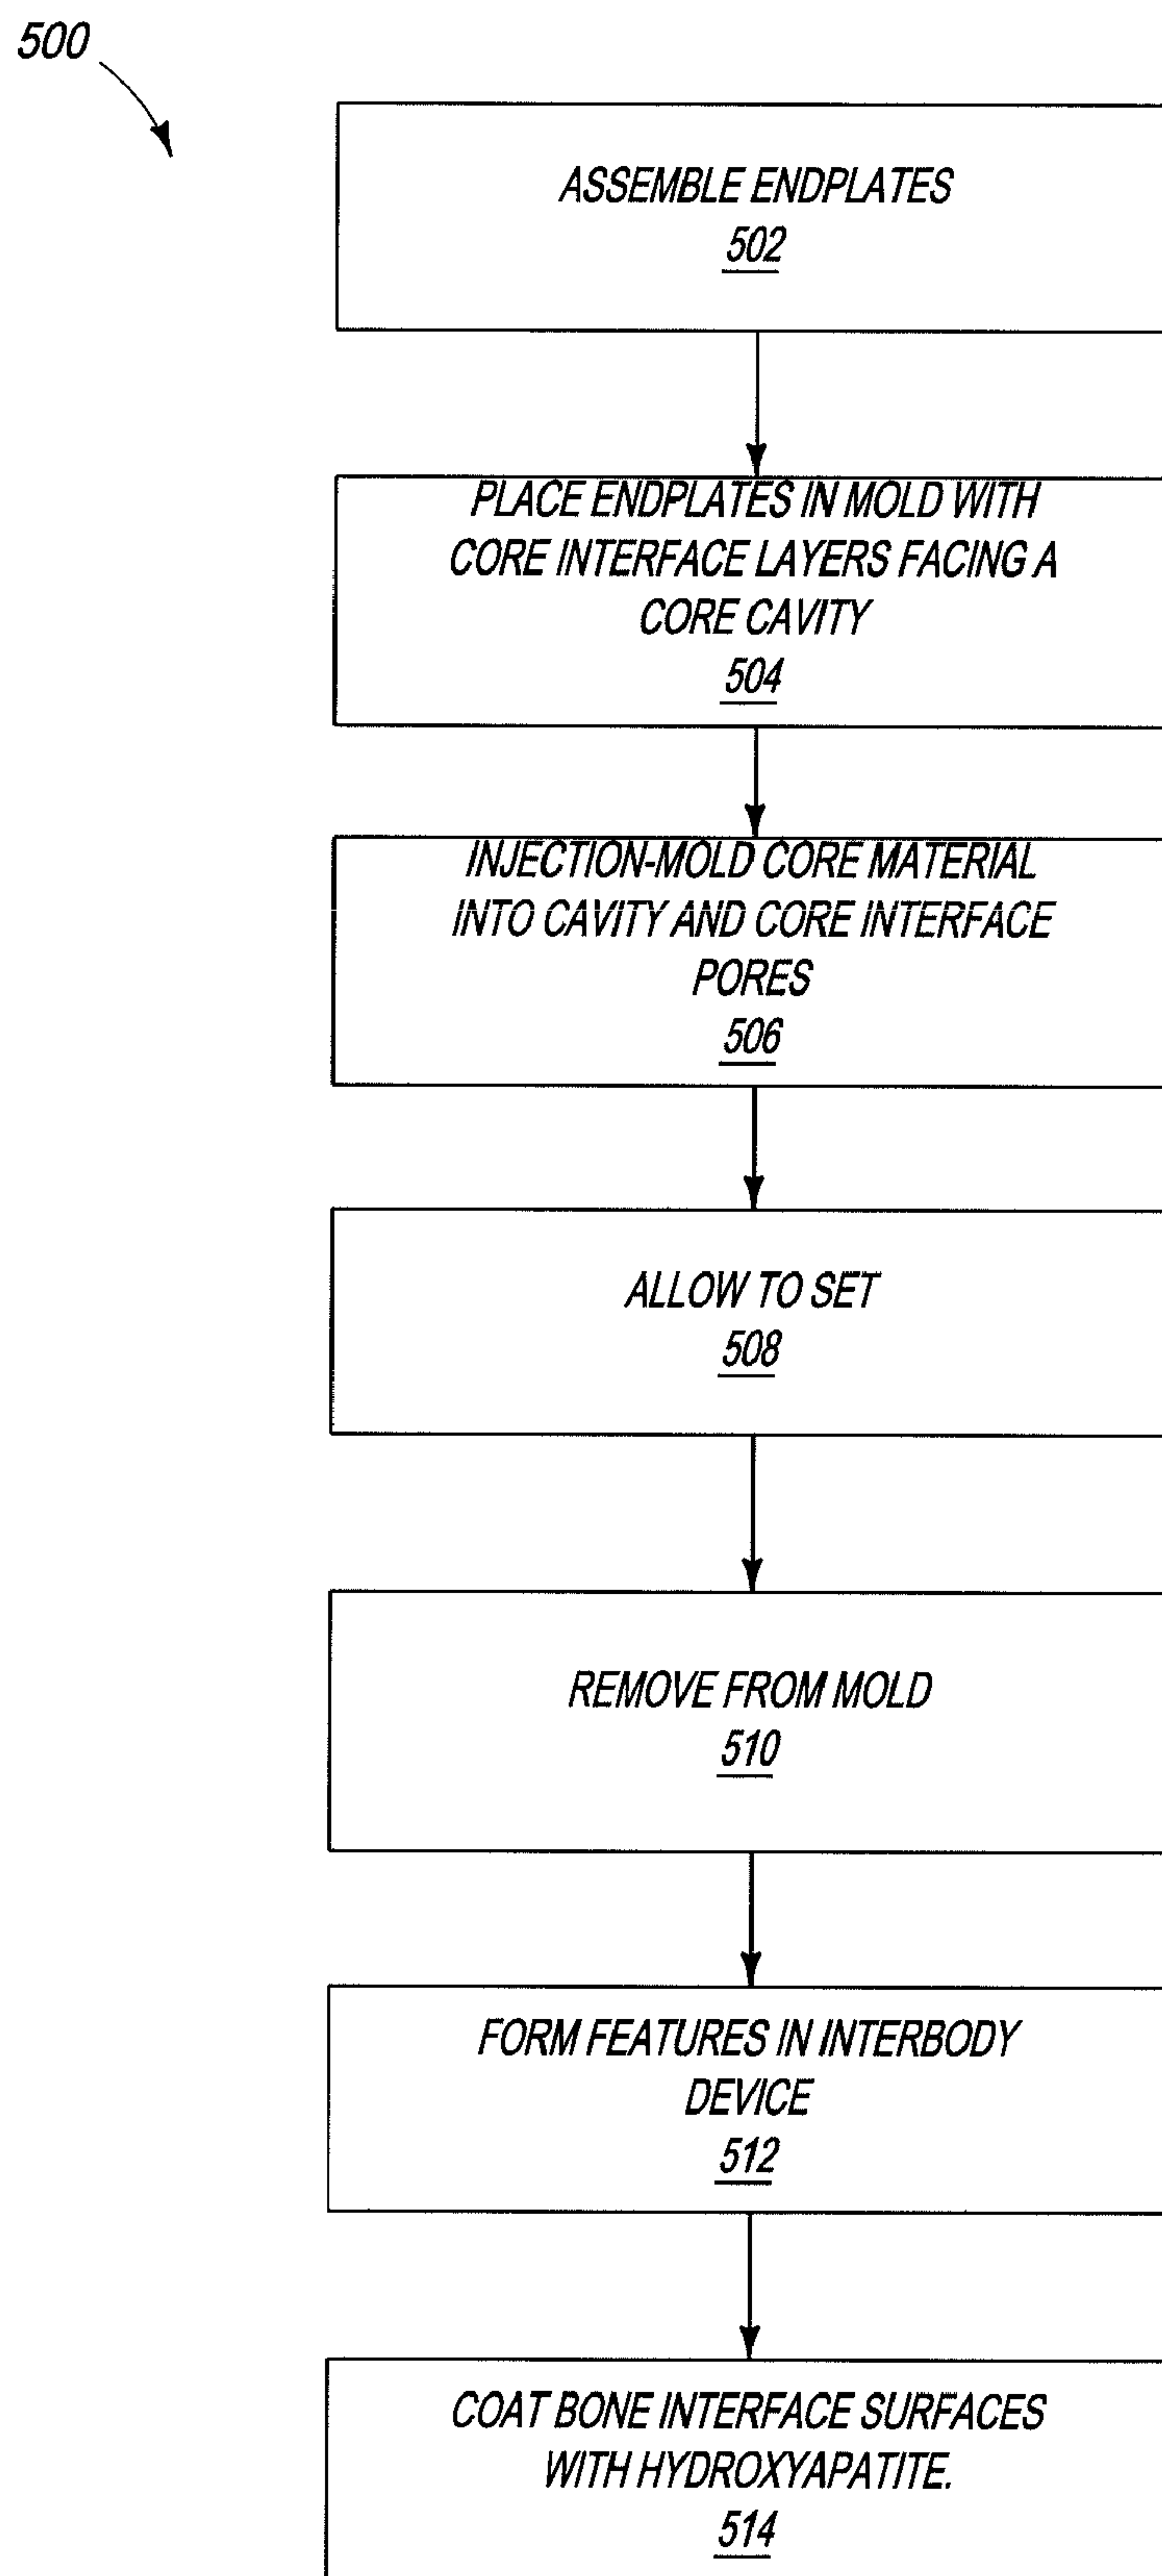 500
ASSEMBLE ENDPLATES
502
PLACE ENDPLATES IN MOLD WITH
CORE INTERFACE LAYERS FACING A
CORE CAVITY
504
INJECTION-MOLD CORE MATERIAL
INTO CAVITY AND CORE INTERFACE
PORES
506
ALLOW TO SET
508
REMOVE FROM MOLD
510
FORM FEATURES IN INTERBODY
DEVICE
512
COAT BONE INTERFACE SURFACES
WITH HYDROXYAPATITE.
514